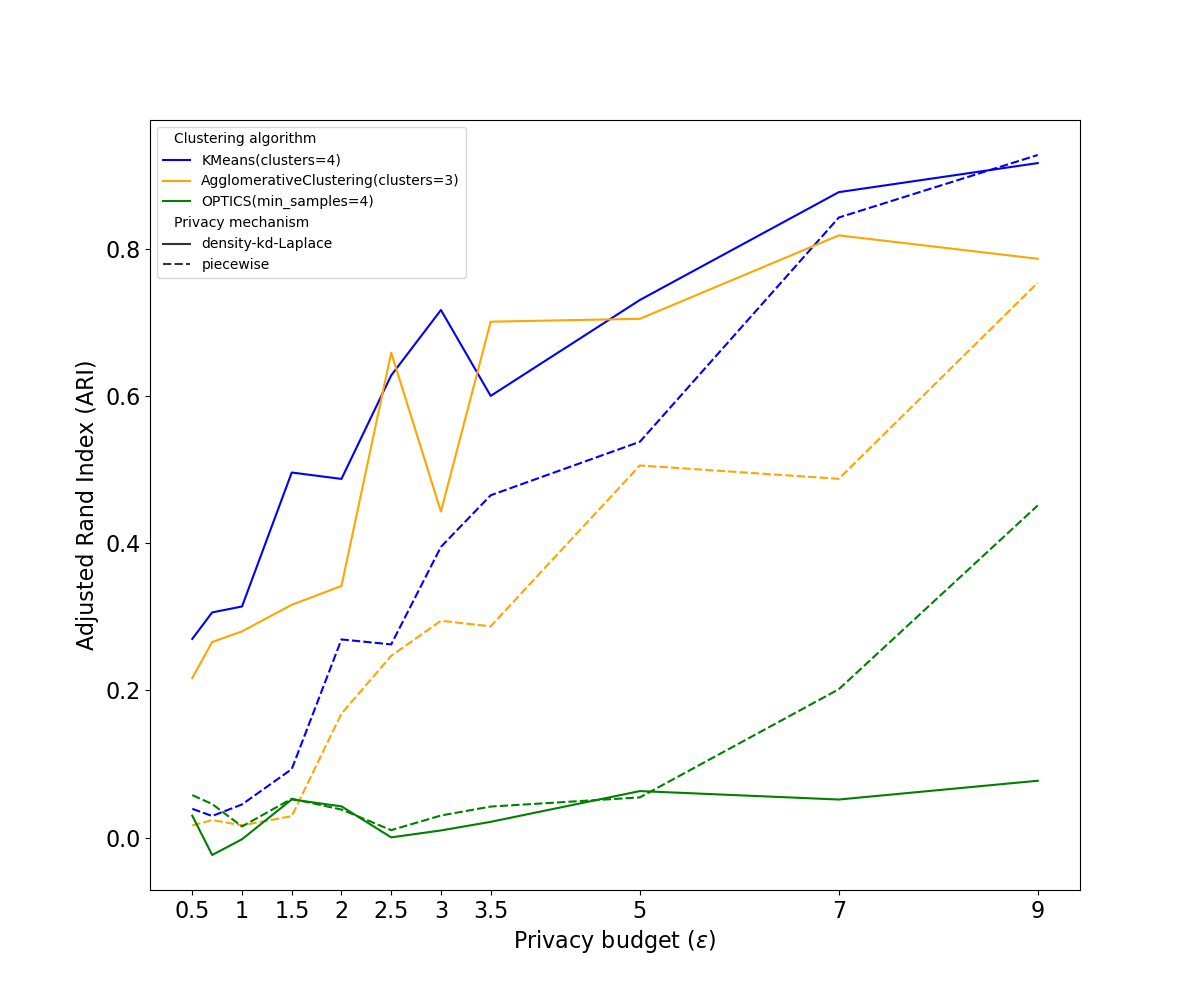 Clustering algorithm
KMeans(clusters=4)
AgglomerativeClustering(clusters=3)
OPTICS(min_samples=4)
Privacy mechanism
density-kd-Laplace
piecewise
Adjusted Rand Index (ARI)
0.8
0.6
0.4
0.2
0.0
0.5 1 1.5 2 2.5 3 3.5 5 7 9
Privacy budget (ε)